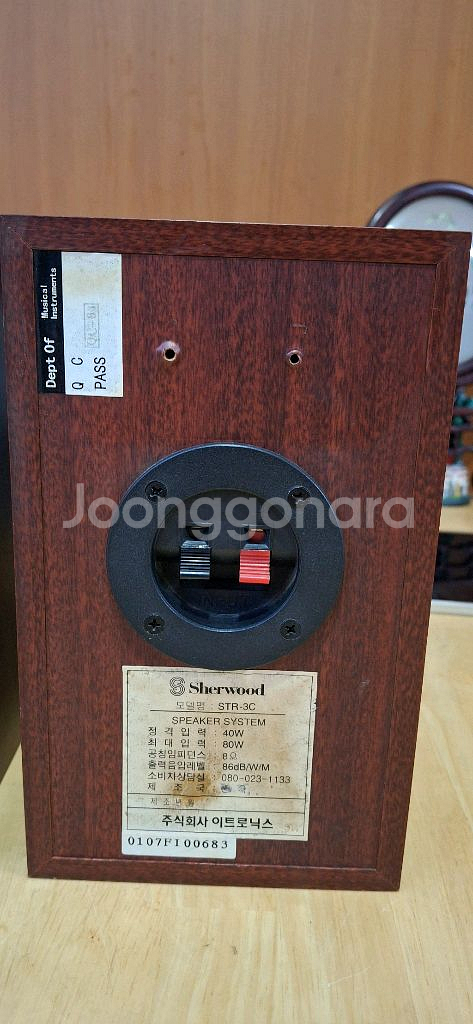 Dept Of Musical Instruments
Q C
PASS
Joonggonara
INPUT
Sherwood
모델명 : STR-3C
SPEAKER SYSTEM
정격입력 : 40W
최대입력 : 80W
공칭임피던스 : 8Ω
출력음압레벨 : 86dB/W/M
소비자상담실 : 080-023-1133
제조국 :
제조년월
주식회사 이트로닉스
0107FI00683